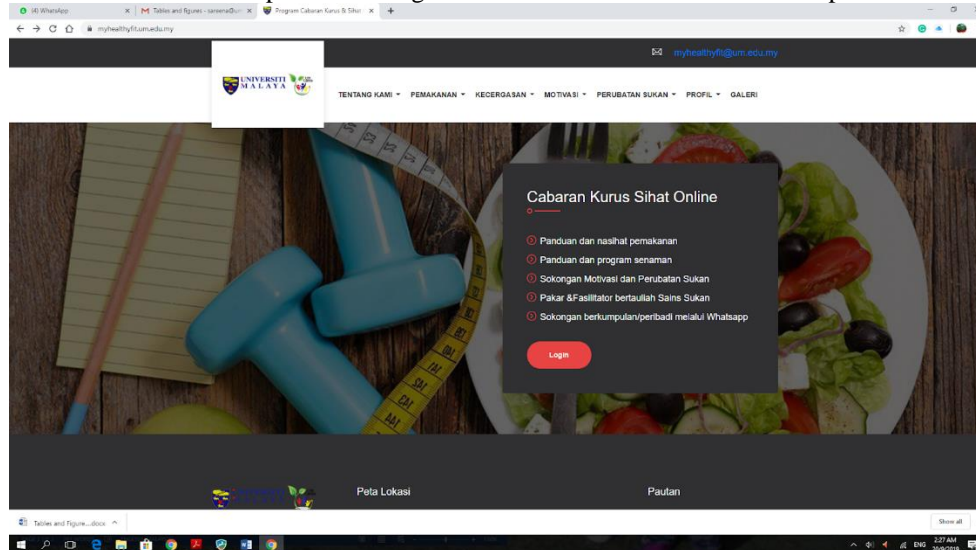 (4) WhatsApp
Program Cabaran Kurus & Sihat
myhealthyfit.um.edu.my
myhealthyfit@um.edu.my
UNIVERSITI
MALAYA
TENTANG KAMI PEMAKANAN KECERGASAN MOTIVASI PERUBATAN SUKAN PROFIL GALERI
Cabaran Kurus Sihat Online
Panduan dan nasihat pemakanan
Panduan dan program senaman
Sokongan Motivasi dan Perubatan Sukan
Pakar &Fasilitator bertauliah Sains Sukan
Sokongan berkumpulan/peribadi melalui Whatsapp
Login
Peta Lokasi
Pautan
Tables and Figure....docx
Show all
ENG
2:27 AM
20/9/2019